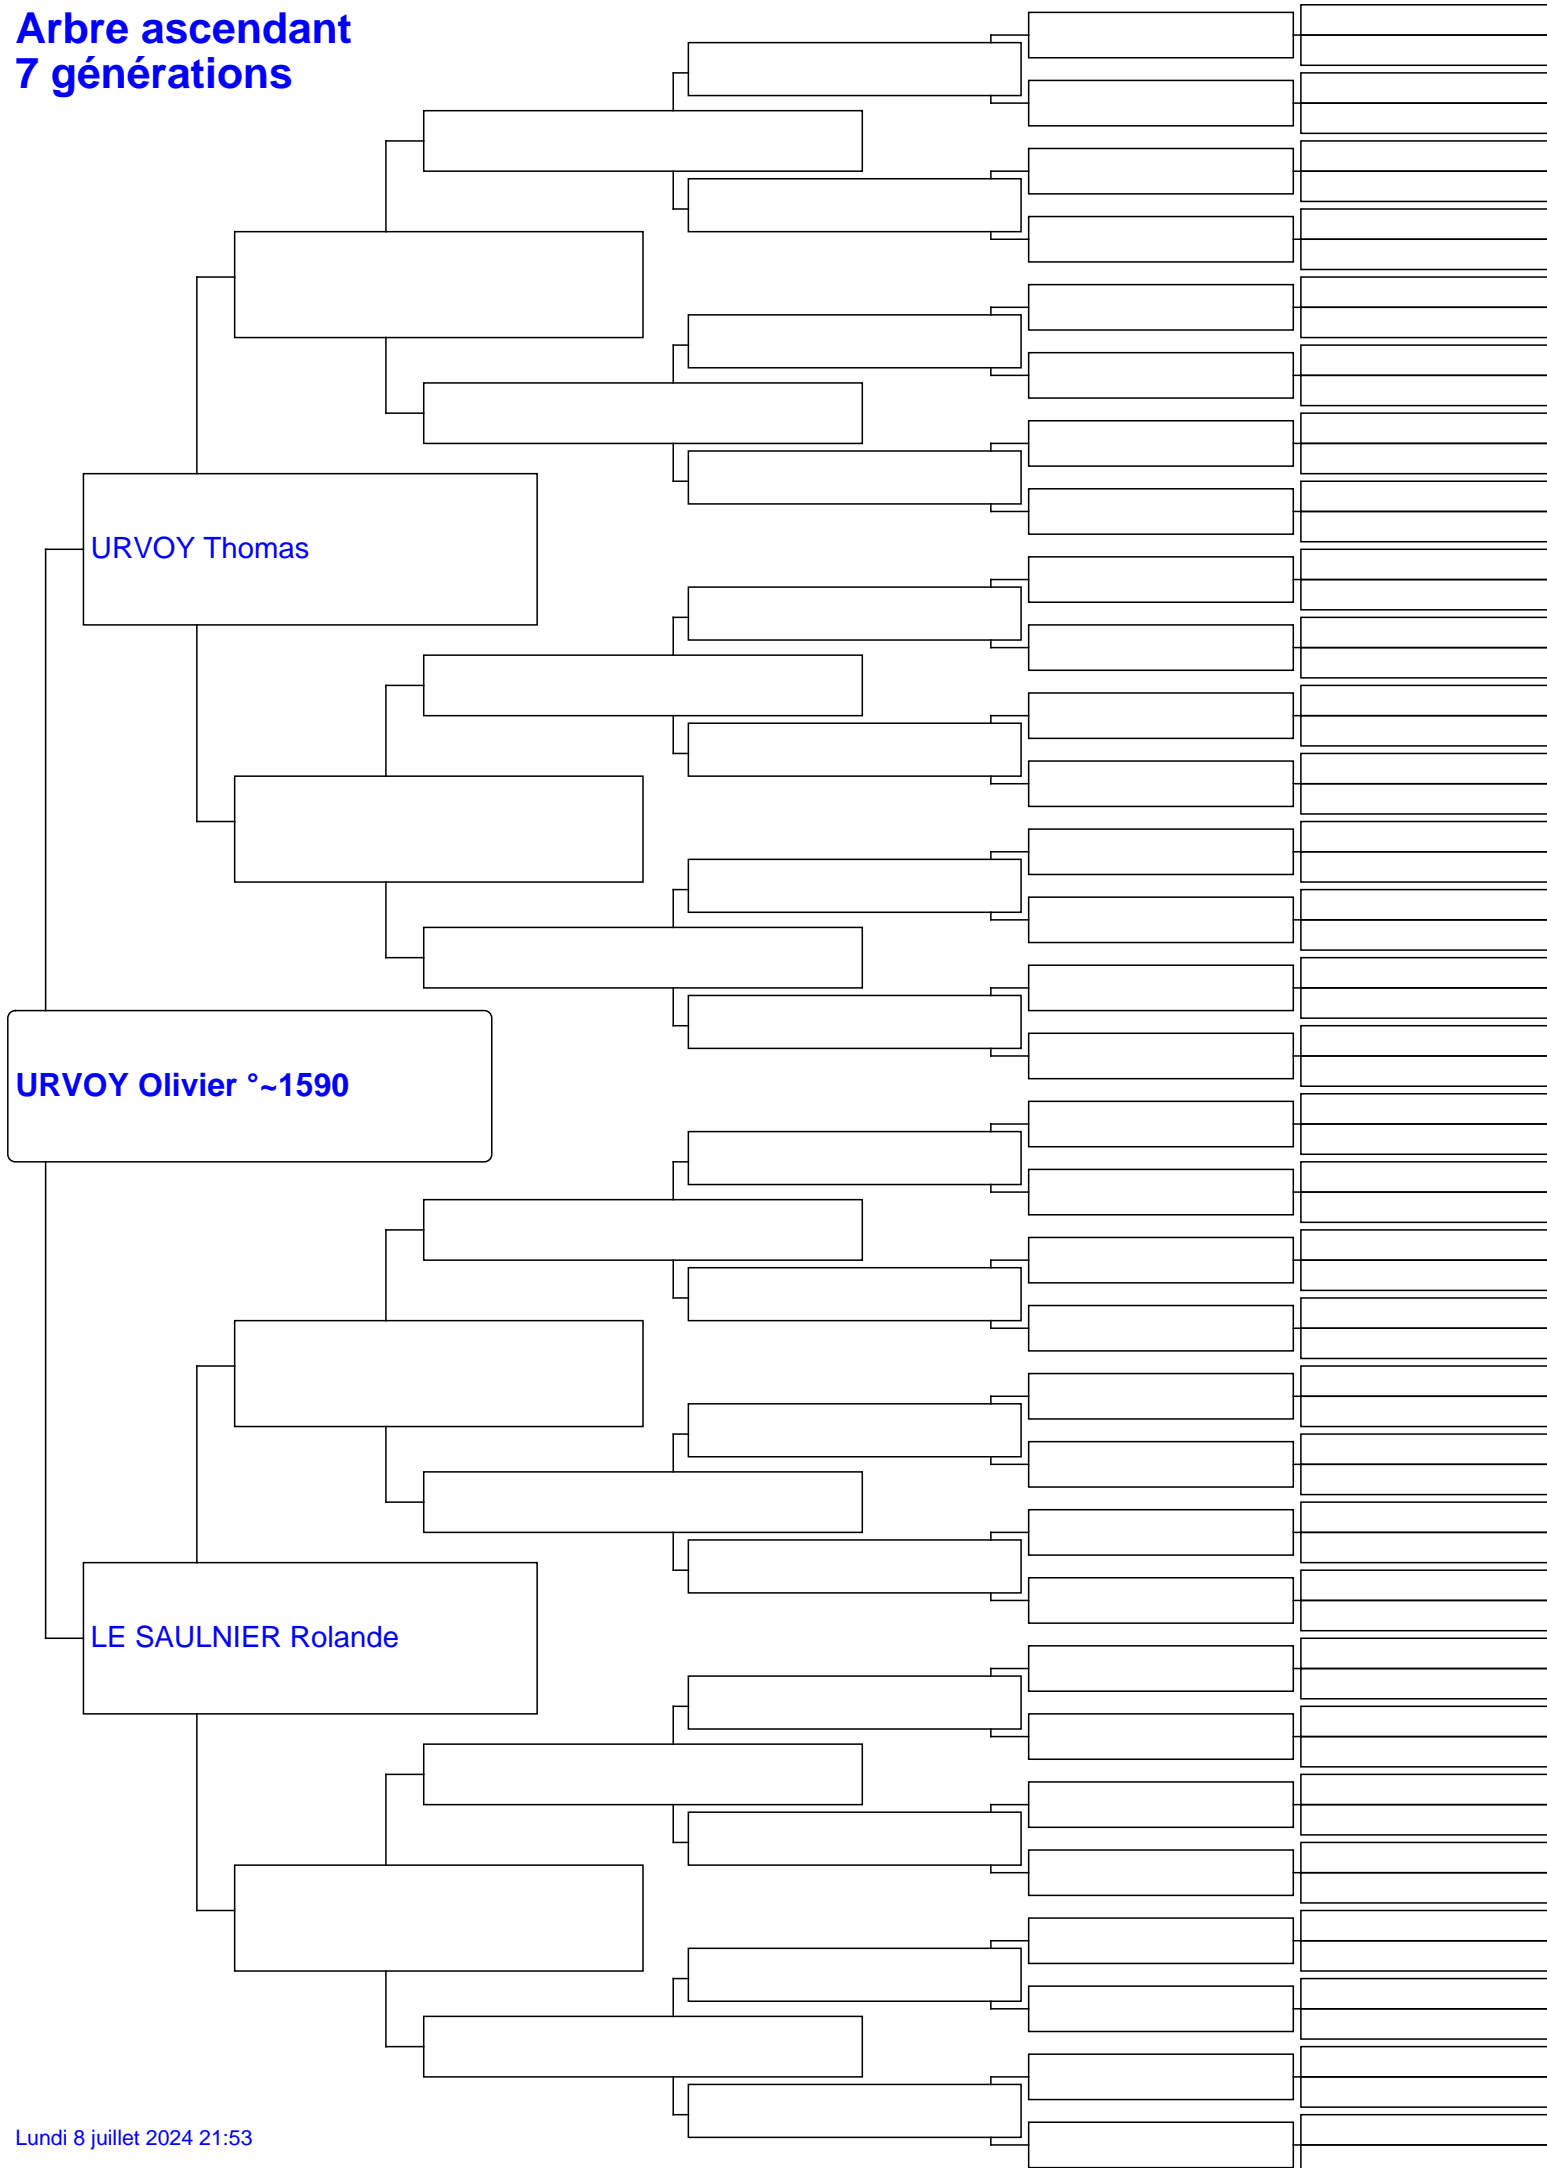 Arbre ascendant
7 générations
URVOY Thomas
URVOY Olivier °~1590
LE SAULNIER Rolande
Lundi 8 juillet 2024 21:53